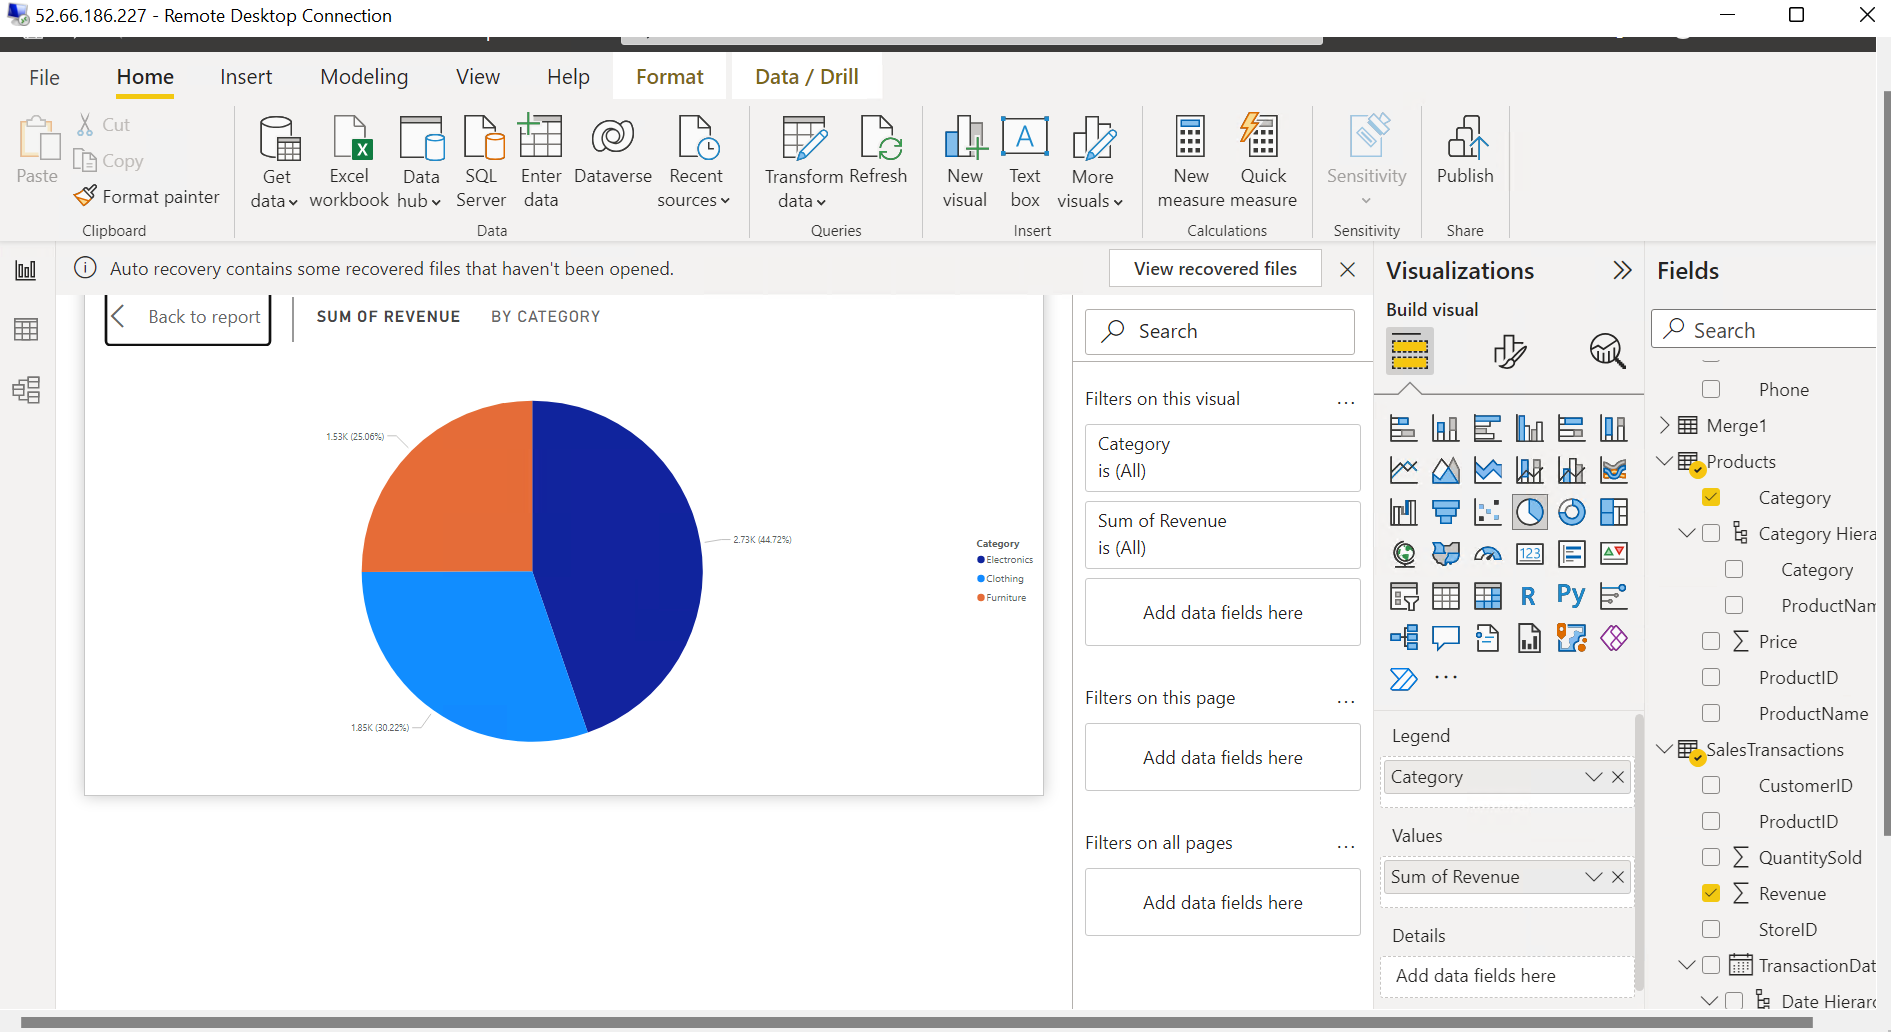 52.66.186.227 - Remote Desktop Connection
File
Home
Insert
Modeling
View
Help
Format
Data / Drill
Paste
Cut
Copy
Format painter
Clipboard
Get
data
Excel
workbook
Data
hub
SQL
Server
Enter
data
Dataverse
Recent
sources
Data
Transform
data
Refresh
Queries
New
visual
A
Text
box
More
visuals
Insert
New
measure
Quick
measure
Calculations
Sensitivity
Sensitivity
Publish
Share
Auto recovery contains some recovered files that haven't been opened.
View recovered files
Back to report
SUM OF REVENUE
BY CATEGORY
1.53K (25.06%)
2.73K (44.72%)
1.85K (30.22%)
Category
Electronics
Clothing
Furniture
Search
Filters on this visual
...
Category
is (All)
Sum of Revenue
is (All)
Add data fields here
Filters on this page
...
Add data fields here
Filters on all pages
...
Add data fields here
Visualizations
Build visual
123
R
Py
...
Legend
Category
Values
Sum of Revenue
Details
Add data fields here
Fields
Search
Phone
Merge1
Products
Category
Category Hiera
Category
ProductNam
Σ Price
ProductID
ProductName
SalesTransactions
CustomerID
ProductID
Σ QuantitySold
Σ Revenue
StoreID
TransactionDat
Date Hierarc